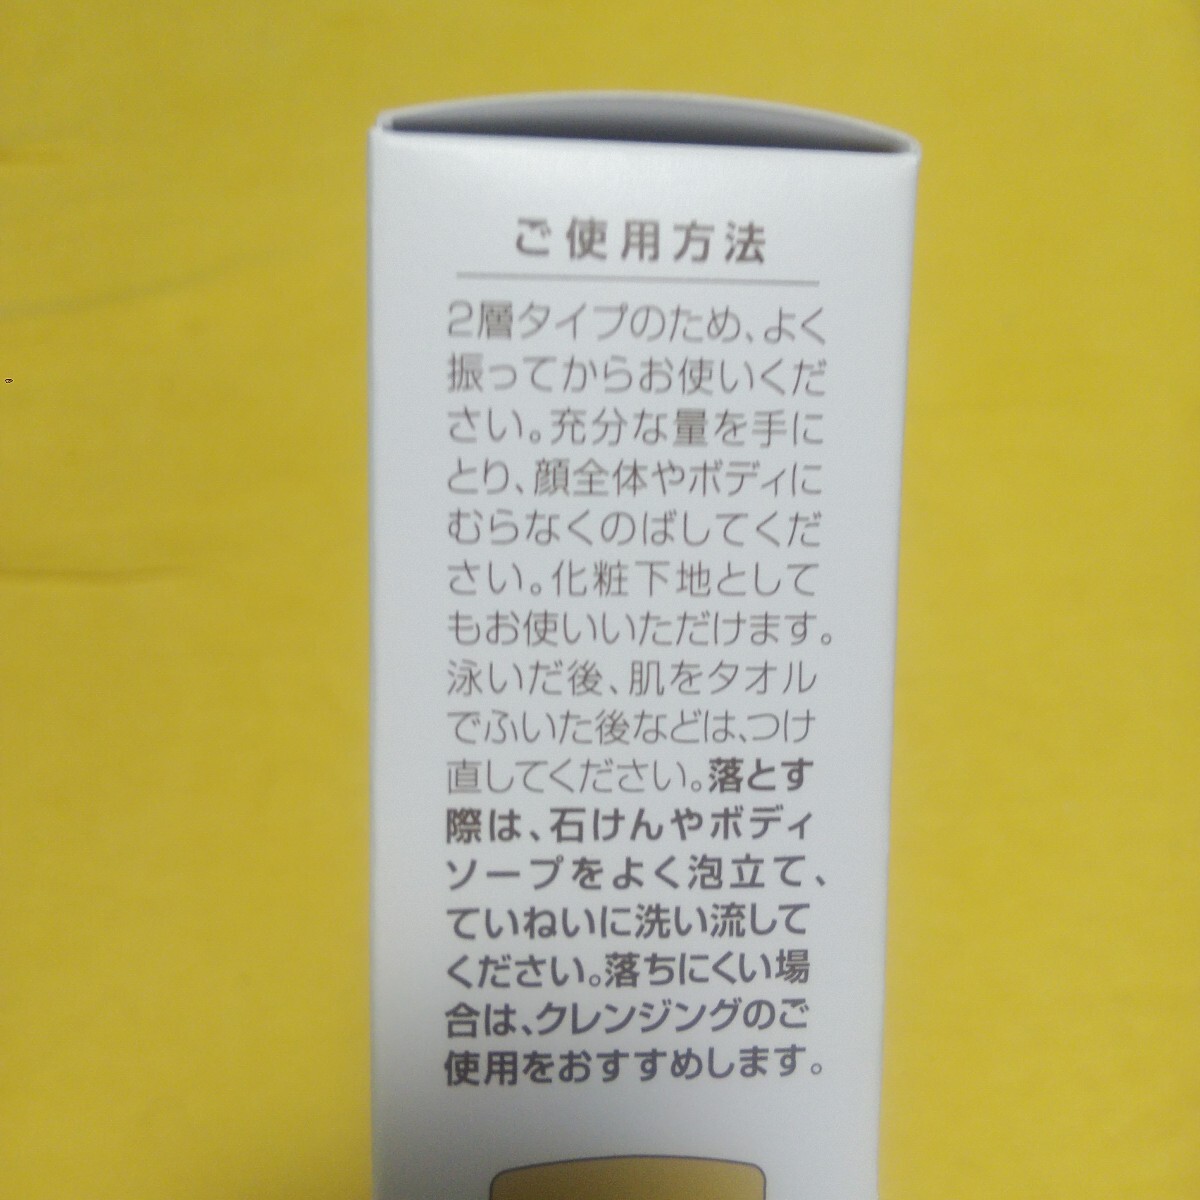 ご使用方法
2層タイプのため、よく
振ってからお使いくだ
さい。充分な量を手に
とり、顔全体やボディに
むらなくのばしてくだ
さい。化粧下地として
もお使いいただけます。
泳いだ後、肌をタオル
でふいた後などは、つけ
直してください。落とす
際は、石けんやボディ
ソープをよく泡立て、
ていねいに洗い流して
ください。落ちにくい場
合は、クレンジングのご
使用をおすすめします。